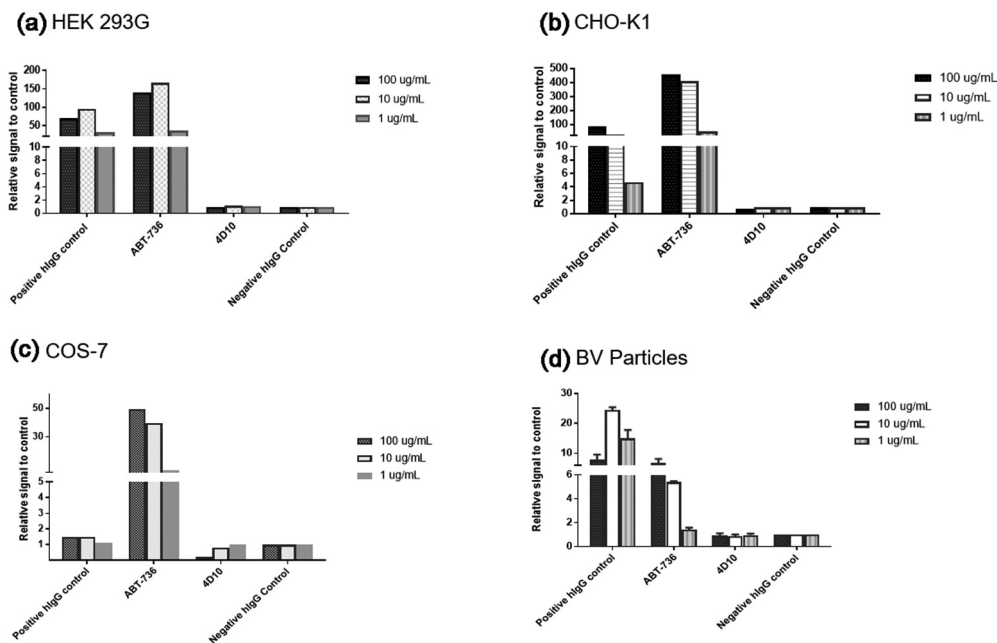 (a) HEK 293G
Relative signal to control
200
150
100
50
10
8
6
4
2
0
Positive hIgG control
ABT-736
4D10
Negative hIgG Control
100 ug/mL
10 ug/mL
1 ug/mL
(b) CHO-K1
Relative signal to control
500
400
300
200
100
10
8
6
4
2
0
Positive hIgG control
ABT-736
4D10
Negative hIgG Control
100 ug/mL
10 ug/mL
1 ug/mL
(c) COS-7
Relative signal to control
50
30
5
4
3
2
1
Positive hIgG control
ABT-736
4D10
Negative hIgG Control
100 ug/mL
10 ug/mL
1 ug/mL
(d) BV Particles
Relative signal to control
30
20
10
6
4
2
0
Positive hIgG control
ABT-736
4D10
Negative hIgG control
100 ug/mL
10 ug/mL
1 ug/mL